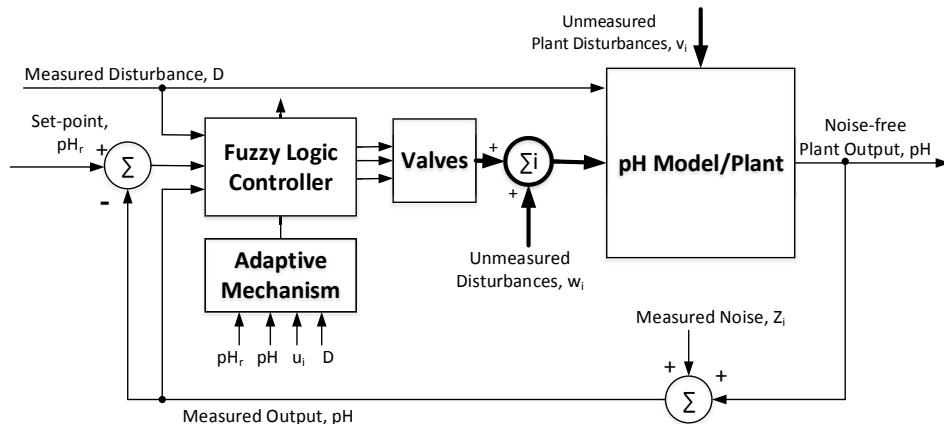 Unmeasured
Plant Disturbances, vᵢ
Measured Disturbance, D
Set-point,
pHᵣ
+
Σ
-
Fuzzy Logic
Controller
Valves
+
Σi
+
pH Model/Plant
Noise-free
Plant Output, pH
Unmeasured
Disturbances, wᵢ
Adaptive
Mechanism
pHᵣ pH uᵢ D
Measured Noise, Zᵢ
+
+
Σ
Measured Output, pH